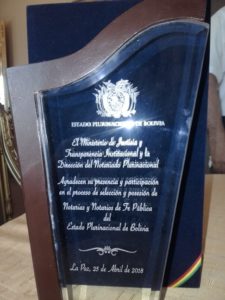 ESTADO PLURINACIONAL DE BOLIVIA
El Ministerio de Justicia y
Transparencia Institucional y la
Dirección del Notariado Plurinacional
Agradecen su presencia y participación
en el proceso de selección y posesión de
Notarias y Notarios de Fe Pública
del
Estado Plurinacional de Bolivia
La Paz, 25 de Abril de 2018